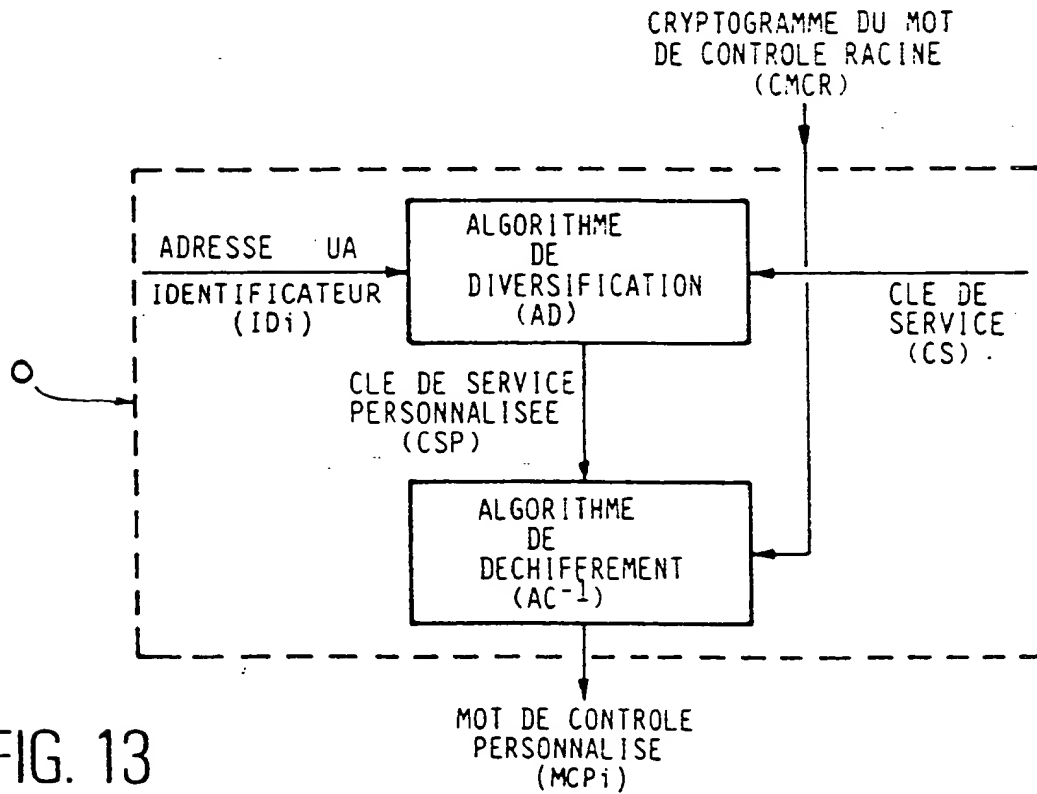 CRYPTOGRAMME DU MOT
DE CONTROLE RACINE
(CMCR)
ADRESSE UA
IDENTIFICATEUR
(IDi)
ALGORITHME
DE
DIVERSIFICATION
(AD)
CLE DE
SERVICE
(CS)
O
CLE DE SERVICE
PERSONNALISEE
(CSP)
ALGORITHME
DE
DECHIFFREMENT
(AC-1)
MOT DE CONTROLE
PERSONNALISE
(MCPi)
FIG. 13